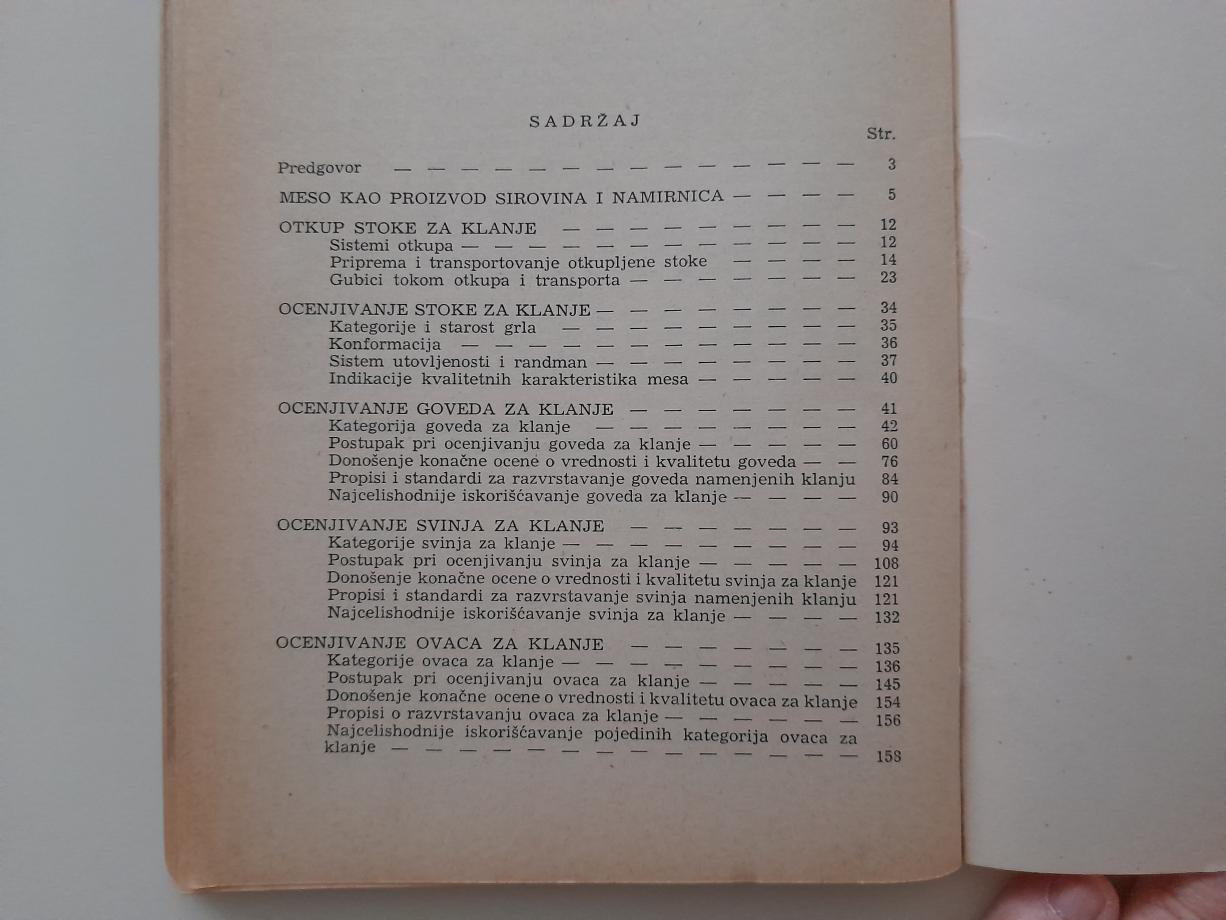 SADRŽAJ
Str.
Predgovor — — — — — — — — — — — — — — 3
MESO KAO PROIZVOD SIROVINA I NAMIRNICA — — — — 5
OTKUP STOKE ZA KLANJE — — — — — — — — — 12
Sistemi otkupa — — — — — — — — — — — — 12
Priprema i transportovanje otkupljene stoke — — — — 14
Gubici tokom otkupa i transporta — — — — — — — 23
OCENJIVANJE STOKE ZA KLANJE — — — — — — — — 34
Kategorije i starost grla — — — — — — — — — 35
Konformacija — — — — — — — — — — — — 36
Sistem utovljenosti i randman — — — — — — — — 37
Indikacije kvalitetnih karakteristika mesa — — — — — 40
OCENJIVANJE GOVEDA ZA KLANJE — — — — — — — 41
Kategorija goveda za klanje — — — — — — — — 42
Postupak pri ocenjivanju goveda za klanje — — — — — 60
Donošenje konačne ocene o vrednosti i kvalitetu goveda — — 76
Propisi i standardi za razvrstavanje goveda namenjenih klanju 84
Najcelishodnije iskorišćavanje goveda za klanje — — — — 90
OCENJIVANJE SVINJA ZA KLANJE — — — — — — — 93
Kategorije svinja za klanje — — — — — — — — — 94
Postupak pri ocenjivanju svinja za klanje — — — — — 108
Donošenje konačne ocene o vrednosti i kvalitetu svinja za klanje 121
Propisi i standardi za razvrstavanje svinja namenjenih klanju 121
Najcelishodnije iskorišćavanje svinja za klanje — — — — 132
OCENJIVANJE OVACA ZA KLANJE — — — — — — — 135
Kategorije ovaca za klanje — — — — — — — — — 136
Postupak pri ocenjivanju ovaca za klanje — — — — — 145
Donošenje konačne ocene o vrednosti i kvalitetu ovaca za klanje 154
Propisi o razvrstavanju ovaca za klanje — — — — — — 156
Najcelishodnije iskorišćavanje pojedinih kategorija ovaca za
klanje — — — — — — — — — — — — — — 158